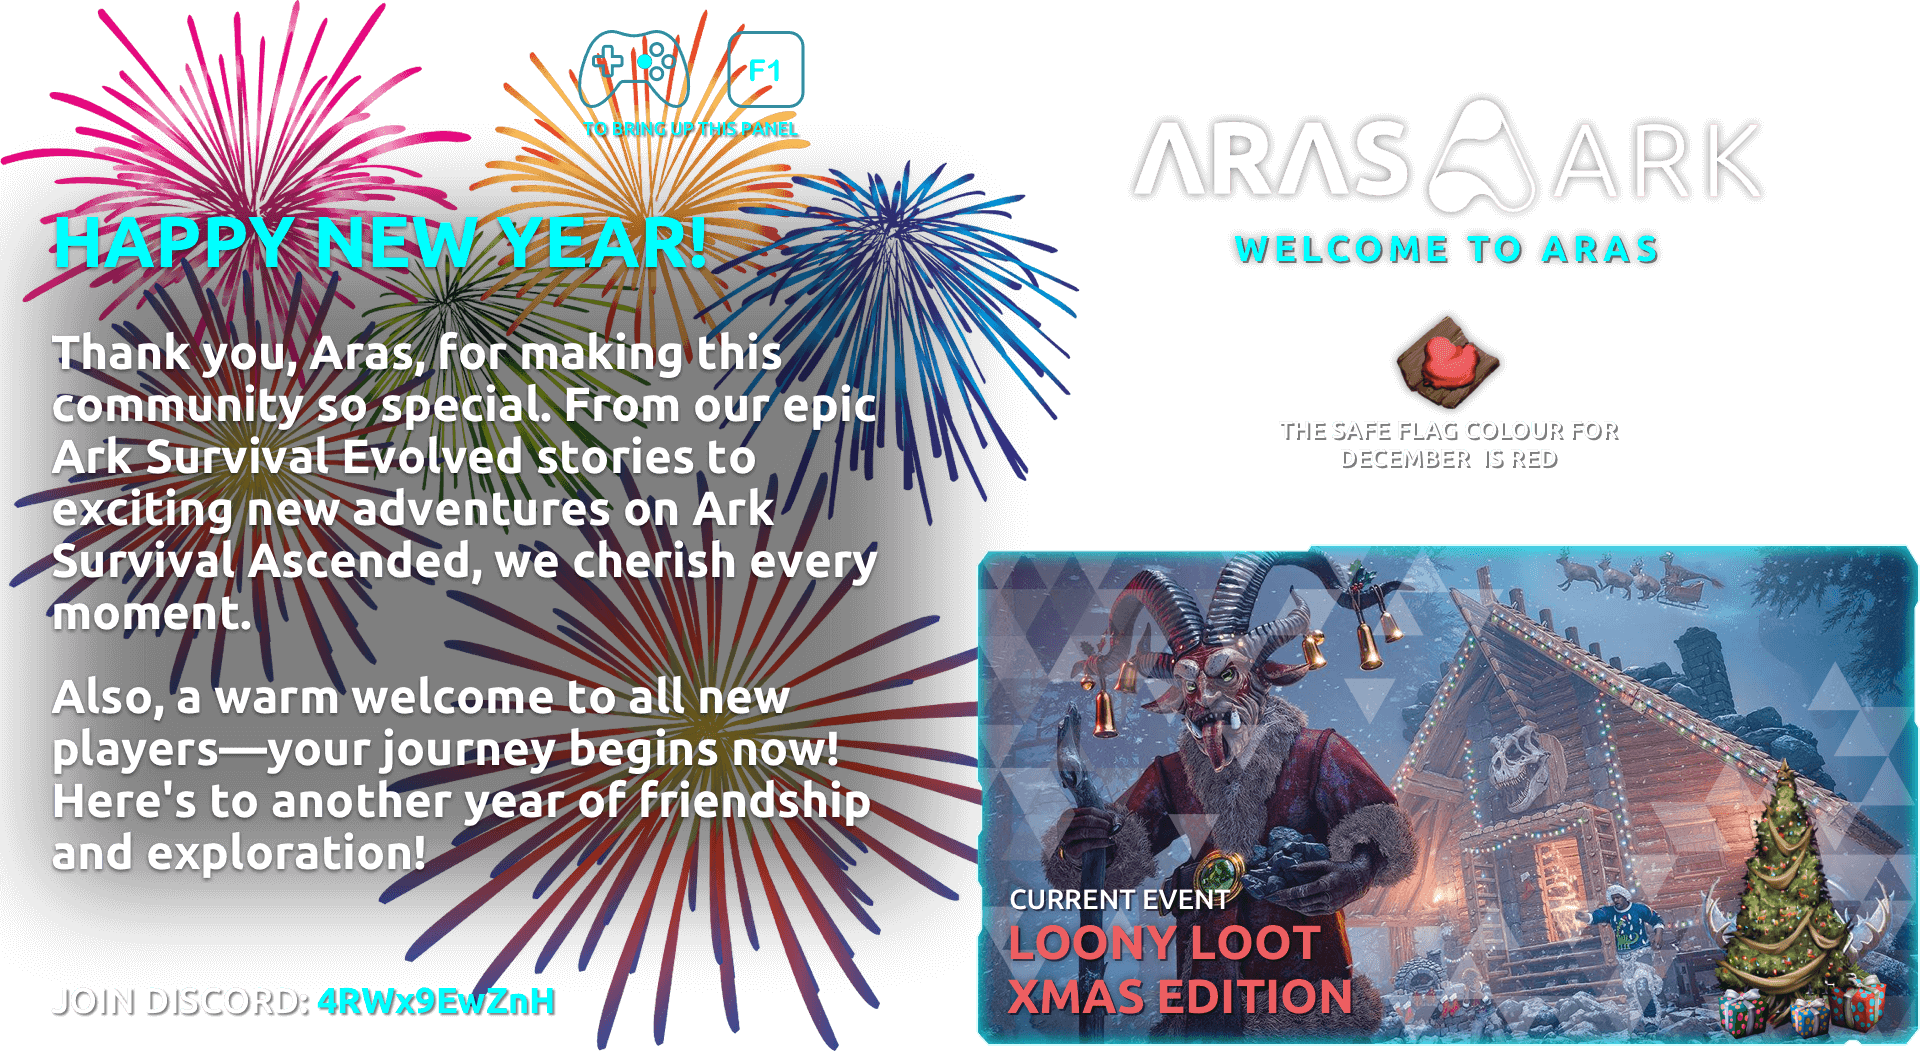 F1
TO BRING UP THIS PANEL
HAPPY NEW YEAR!
Thank you, Aras, for making this
community so special. From our epic
Ark Survival Evolved stories to
exciting new adventures on Ark
Survival Ascended, we cherish every
moment.
Also, a warm welcome to all new
players—your journey begins now!
Here's to another year of friendship
and exploration!
JOIN DISCORD: 4RWx9EwZnH
ARAS ARK
WELCOME TO ARAS
THE SAFE FLAG COLOUR FOR
DECEMBER IS RED
CURRENT EVENT
LOONY LOOT
XMAS EDITION